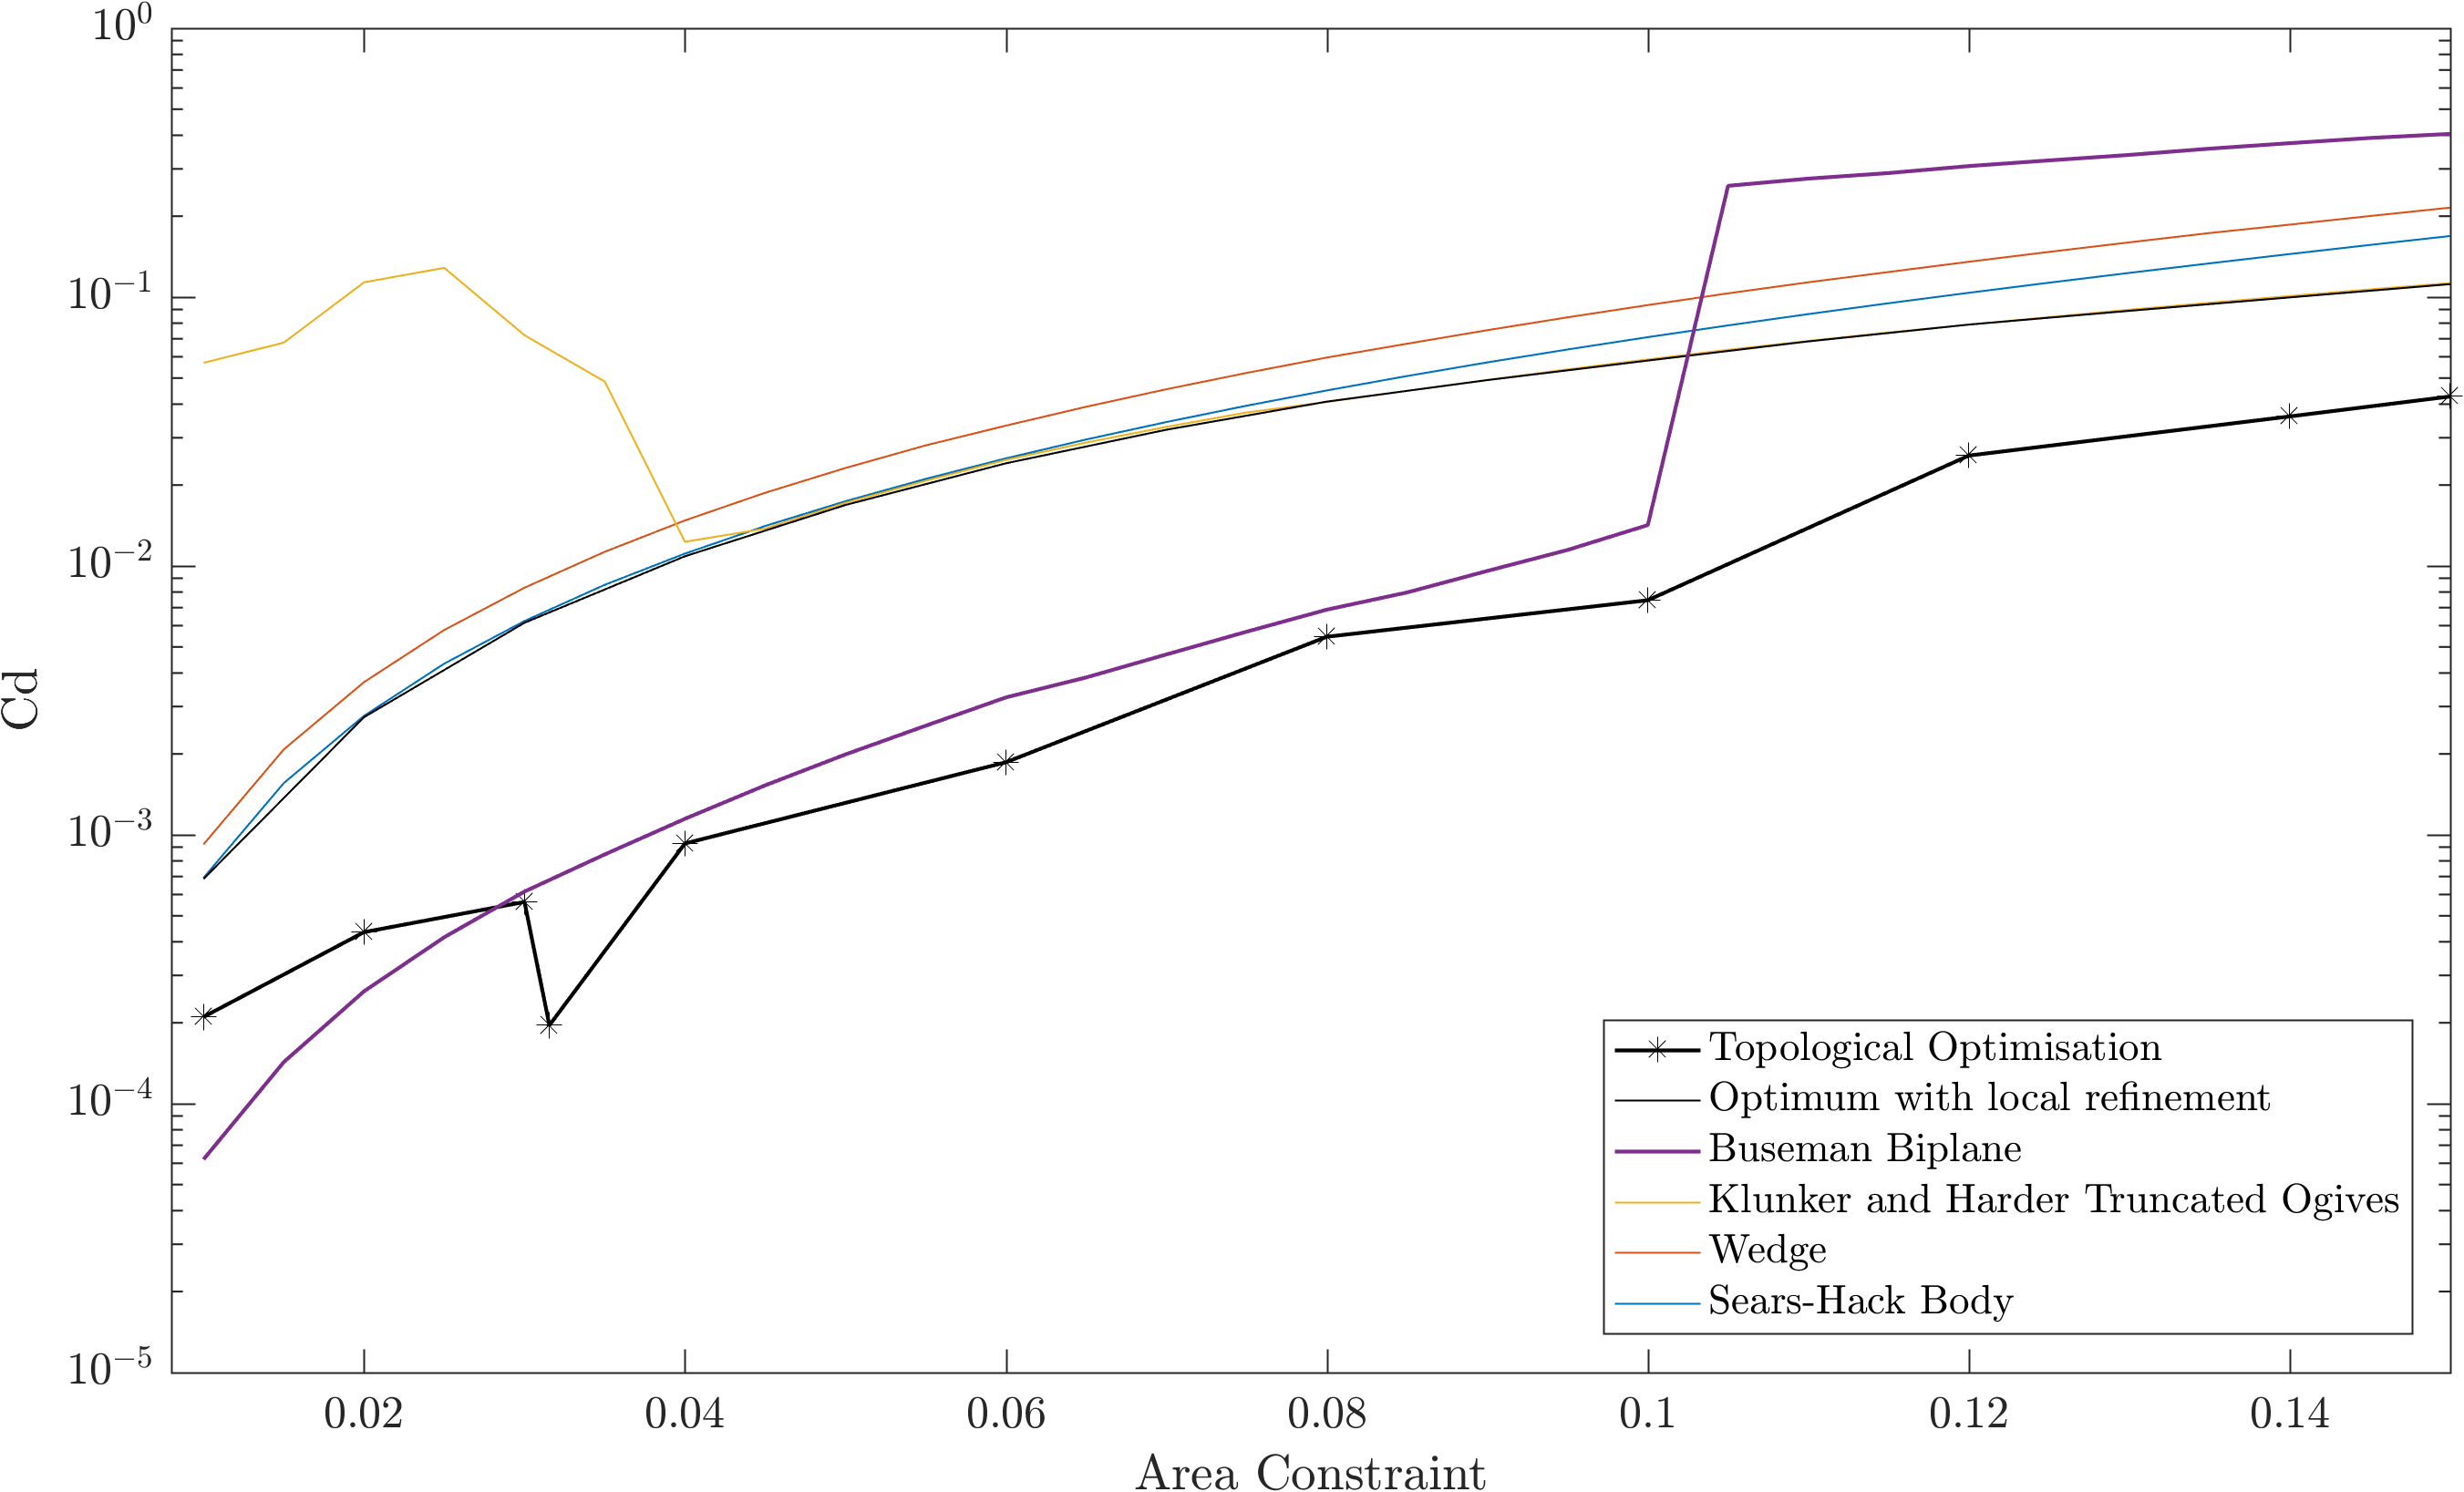 10^0
10^−1
10^−2
10^−3
10^−4
10^−5
Cd
Topological Optimisation
Optimum with local refinement
Buseman Biplane
Klunker and Harder Truncated Ogives
Wedge
Sears-Hack Body
0.02 0.04 0.06 0.08 0.1 0.12 0.14
Area Constraint